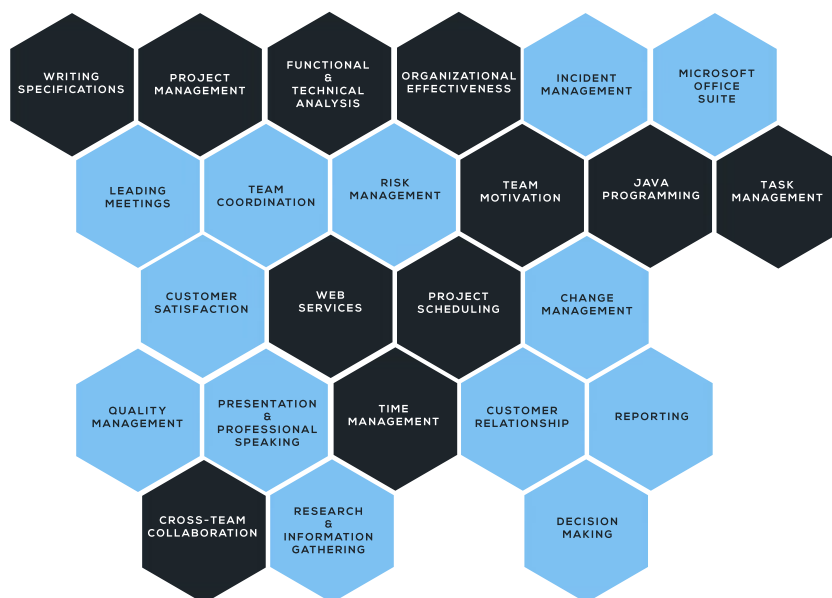 WRITING
SPECIFICATIONS
PROJECT
MANAGEMENT
FUNCTIONAL
&
TECHNICAL
ANALYSIS
ORGANIZATIONAL
EFFECTIVENESS
INCIDENT
MANAGEMENT
MICROSOFT
OFFICE
SUITE
LEADING
MEETINGS
TEAM
COORDINATION
RISK
MANAGEMENT
TEAM
MOTIVATION
JAVA
PROGRAMMING
TASK
MANAGEMENT
CUSTOMER
SATISFACTION
WEB
SERVICES
PROJECT
SCHEDULING
CHANGE
MANAGEMENT
QUALITY
MANAGEMENT
PRESENTATION
&
PROFESSIONAL
SPEAKING
TIME
MANAGEMENT
CUSTOMER
RELATIONSHIP
REPORTING
CROSS-TEAM
COLLABORATION
RESEARCH
&
INFORMATION
GATHERING
DECISION
MAKING